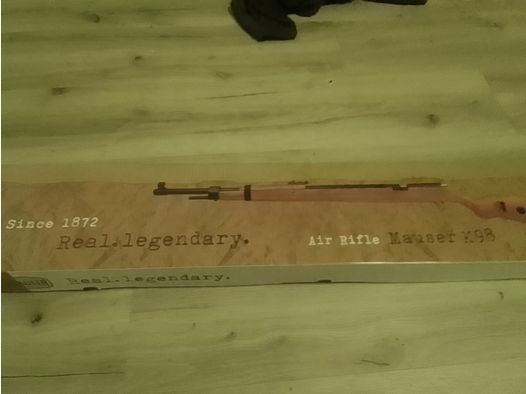 Since 1872
Real.legendary.
Air Rifle Mauser K98
Real.legendary.